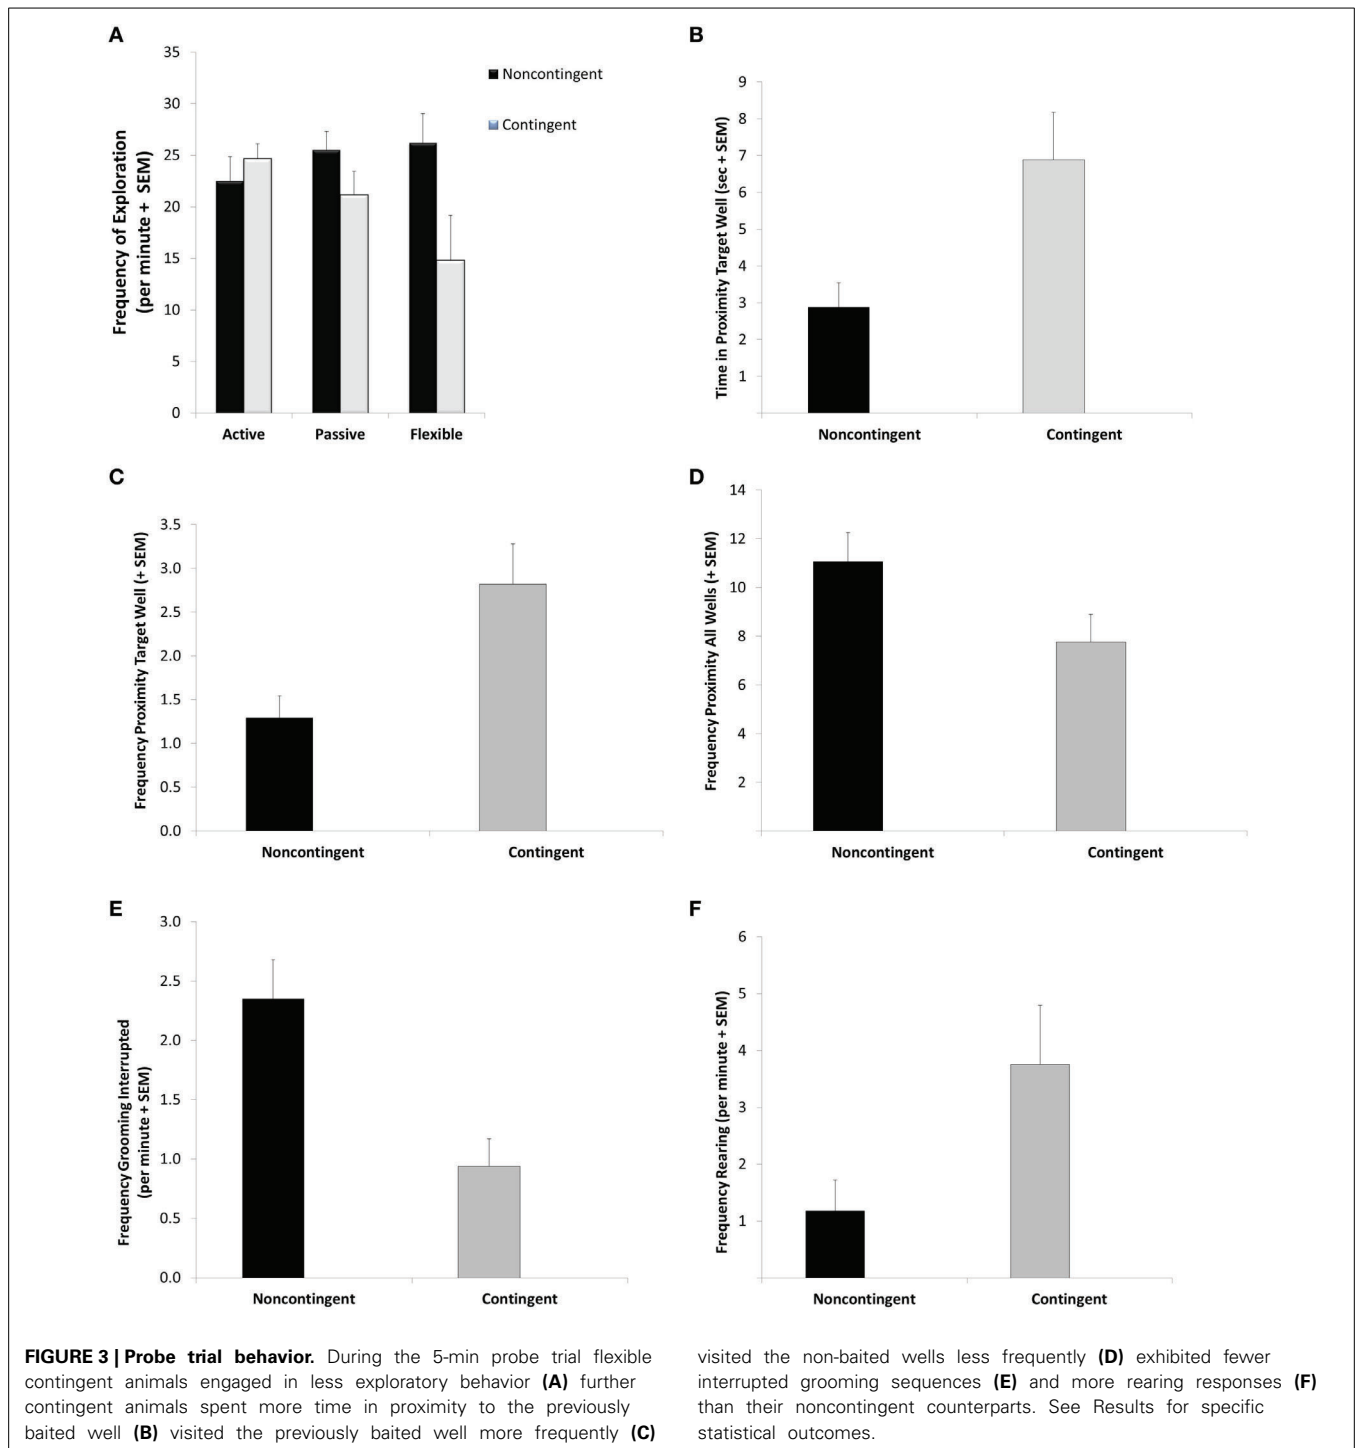 A
35
30
25
20
15
10
5
0
Frequency of Exploration
(per minute + SEM)
Noncontingent
Contingent
Active Passive Flexible
B
9
8
7
6
5
4
3
2
1
Time in Proximity Target Well (sec + SEM)
Noncontingent Contingent
C
3.5
3.0
2.5
2.0
1.5
1.0
0.5
0.0
Frequency Proximity Target Well (+ SEM)
Noncontingent Contingent
D
14
12
10
8
6
4
2
Frequency Proximity All Wells (+ SEM)
Noncontingent Contingent
E
3.0
2.5
2.0
1.5
1.0
0.5
0.0
Frequency Grooming Interrupted
(per minute + SEM)
Noncontingent Contingent
F
6
5
4
3
2
1
Frequency Rearing (per minute + SEM)
Noncontingent Contingent
FIGURE 3 | Probe trial behavior. During the 5-min probe trial flexible
contingent animals engaged in less exploratory behavior (A) further
contingent animals spent more time in proximity to the previously
baited well (B) visited the previously baited well more frequently (C)
visited the non-baited wells less frequently (D) exhibited fewer
interrupted grooming sequences (E) and more rearing responses (F)
than their noncontingent counterparts. See Results for specific
statistical outcomes.